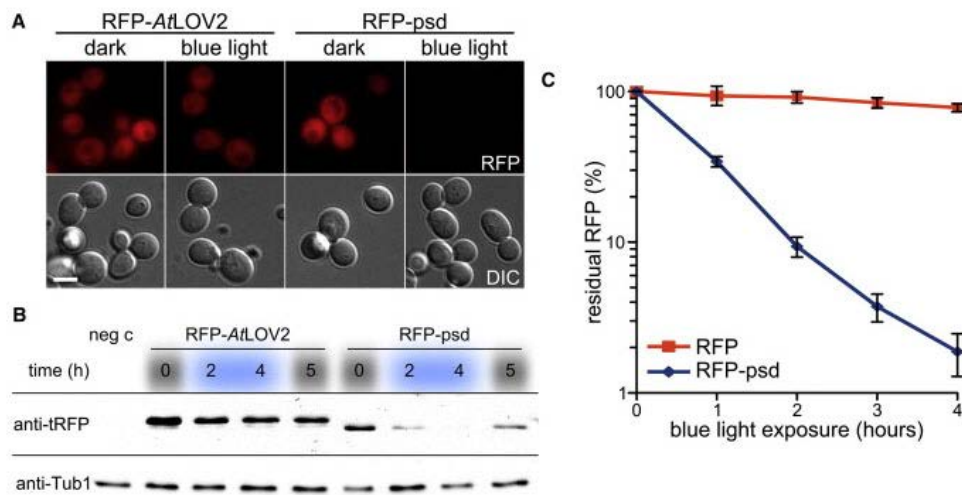 A
RFP-AtLOV2
RFP-psd
dark
blue light
dark
blue light
RFP
DIC
B
neg c
RFP-AtLOV2
RFP-psd
time (h)
0
2
4
5
0
2
4
5
anti-tRFP
anti-Tub1
C
residual RFP (%)
100
10
1
RFP
RFP-psd
0
1
2
3
4
blue light exposure (hours)